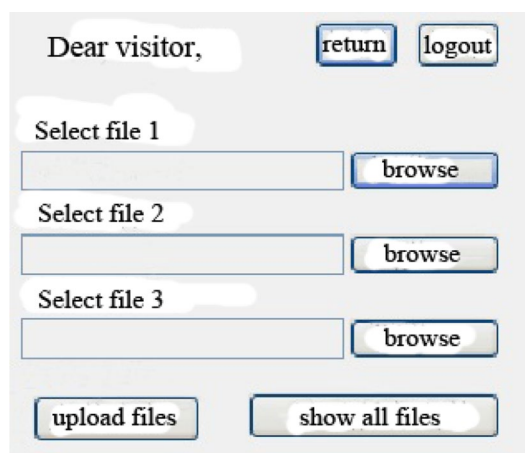 Dear visitor, return logout
Select file 1
browse
Select file 2
browse
Select file 3
browse
upload files show all files